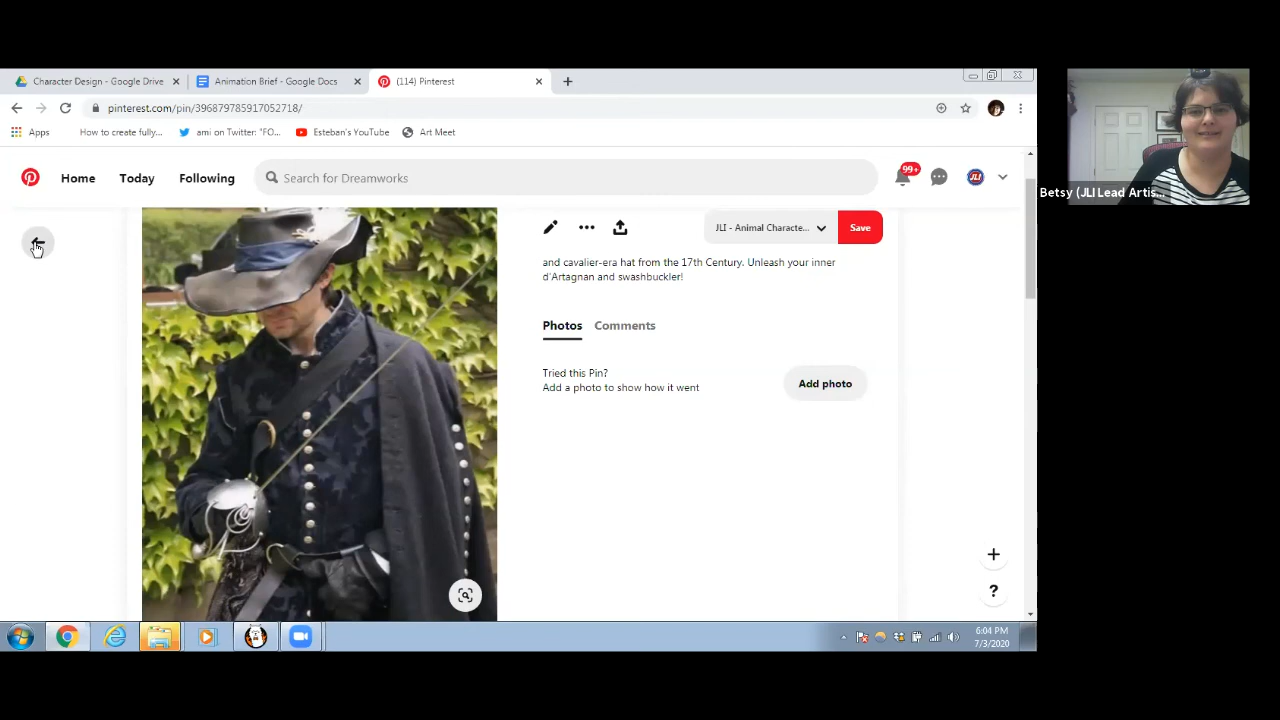 Character Design - Google Drive
Animation Brief - Google Docs
(114) Pinterest
pinterest.com/pin/396879785917052718/
Apps
How to create fully...
ami on Twitter: "FO...
Esteban's YouTube
Art Meet
Home
Today
Following
Search for Dreamworks
99+
JLI
JLI - Animal Characte...
Save
and cavalier-era hat from the 17th Century. Unleash your inner
d'Artagnan and swashbuckler!
Photos
Comments
Tried this Pin?
Add a photo to show how it went
Add photo
+
?
6:04 PM
7/3/2020
Betsy (JLI Lead Artis...